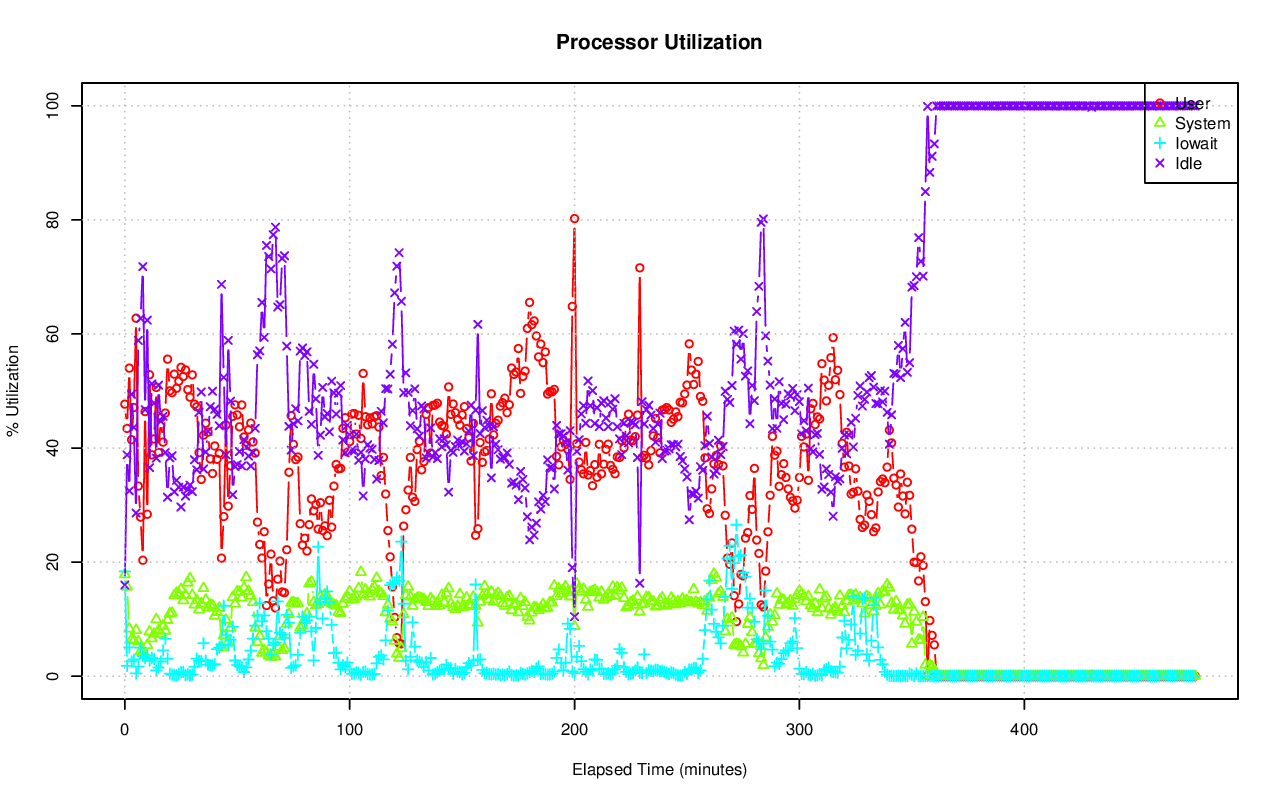 Processor Utilization
% Utilization
100
80
60
40
20
0
User
System
Iowait
Idle
0 100 200 300 400
Elapsed Time (minutes)